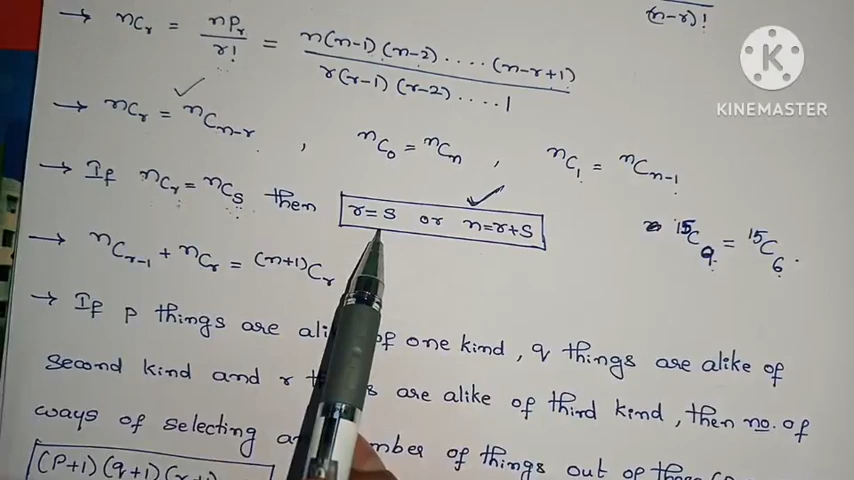 (n-r)!
→ ⁿCᵣ = ⁿPᵣ / r! = n(n-1)(n-2)....(n-r+1) / r(r-1)(r-2)....1
→ ⁿCᵣ = ⁿCₙ₋ᵣ , ⁿC₀ = ⁿCₙ , ⁿC₁ = ⁿCₙ₋₁
→ If ⁿCᵣ = ⁿCₛ then r=s or n=r+s ¹⁵C₉ = ¹⁵C₆.
→ ⁿCᵣ₋₁ + ⁿCᵣ = ⁽ⁿ⁺¹⁾Cᵣ
→ If p things are of one kind, q things are alike of
second kind and r are alike of third kind, then no. of
ways of selecting of things out of
(p+1)(q+1)(r+1)
K
KINEMASTER